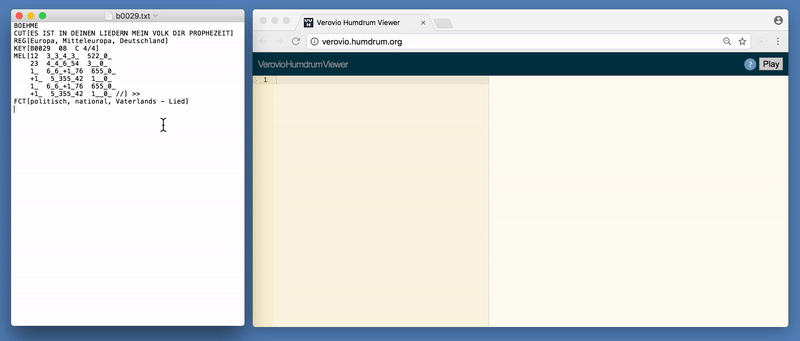 b0029.txt
BOEHME
CUT[ES IST IN DEINEN LIEDERN MEIN VOLK DIR PROPHEZEIT]
REG[Europa, Mitteleuropa, Deutschland]
KEY[B0029  08  C 4/4]
MEL[12  3_3_4_3_  522_0_
23  4_4_6_54  3__0_
1_  6_6_+1_76  655_0_
+1_  5_355_42  1__0_
1_  6_6_+1_76  655_0_
+1_  5_355_42  1__0_ //] >>
FCT[politisch, national, Vaterlands - Lied]
Verovio Humdrum Viewer
verovio.humdrum.org
VerovioHumdrumViewer
?
Play
1